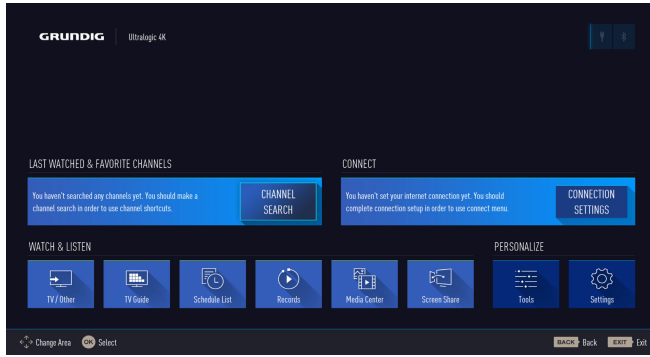 GRUNDIG Ultralogic 4K
LAST WATCHED & FAVORITE CHANNELS
You haven't searched any channels yet. You should make a
channel search in order to use channel shortcuts.
CHANNEL
SEARCH
CONNECT
You haven't set your internet connection yet. You should
complete connection setup in order to use connect menu.
CONNECTION
SETTINGS
WATCH & LISTEN
TV / Other
TV Guide
Schedule List
Records
Media Center
Screen Share
PERSONALIZE
Tools
Settings
Change Area OK Select
BACK Back EXIT Exit